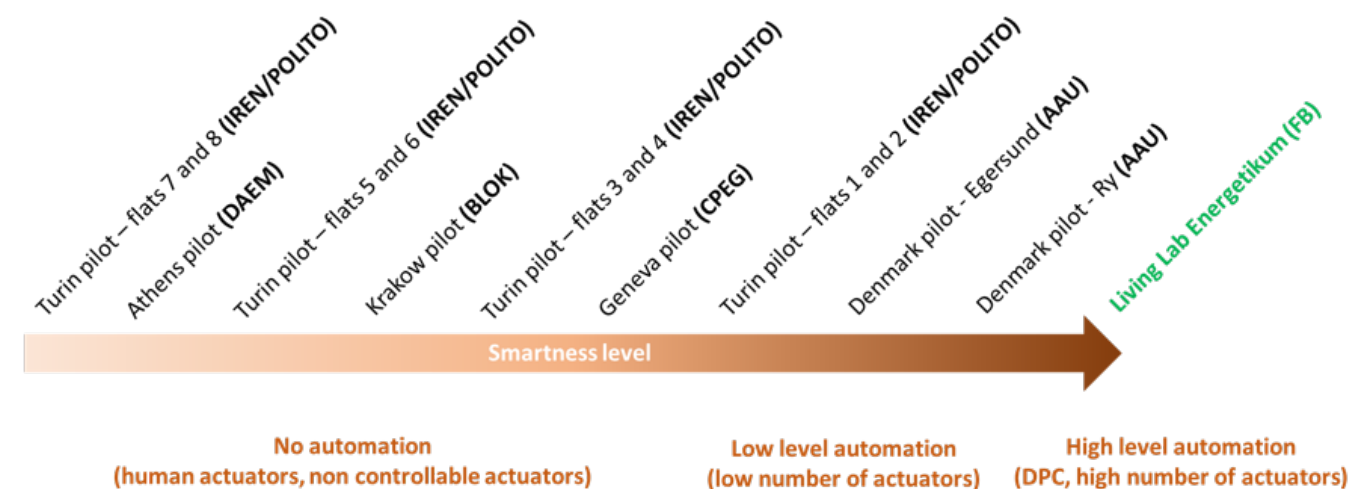 Turin pilot – flats 7 and 8 (IREN/POLITO)
Athens pilot (DAEM)
Turin pilot – flats 5 and 6 (IREN/POLITO)
Krakow pilot (BLOK)
Turin pilot – flats 3 and 4 (IREN/POLITO)
Geneva pilot (CPEG)
Turin pilot – flats 1 and 2 (IREN/POLITO)
Denmark pilot - Egersund (AAU)
Denmark pilot - Ry (AAU)
Living Lab Energetikum (FB)
Smartness level
No automation
(human actuators, non controllable actuators)
Low level automation
(low number of actuators)
High level automation
(DPC, high number of actuators)